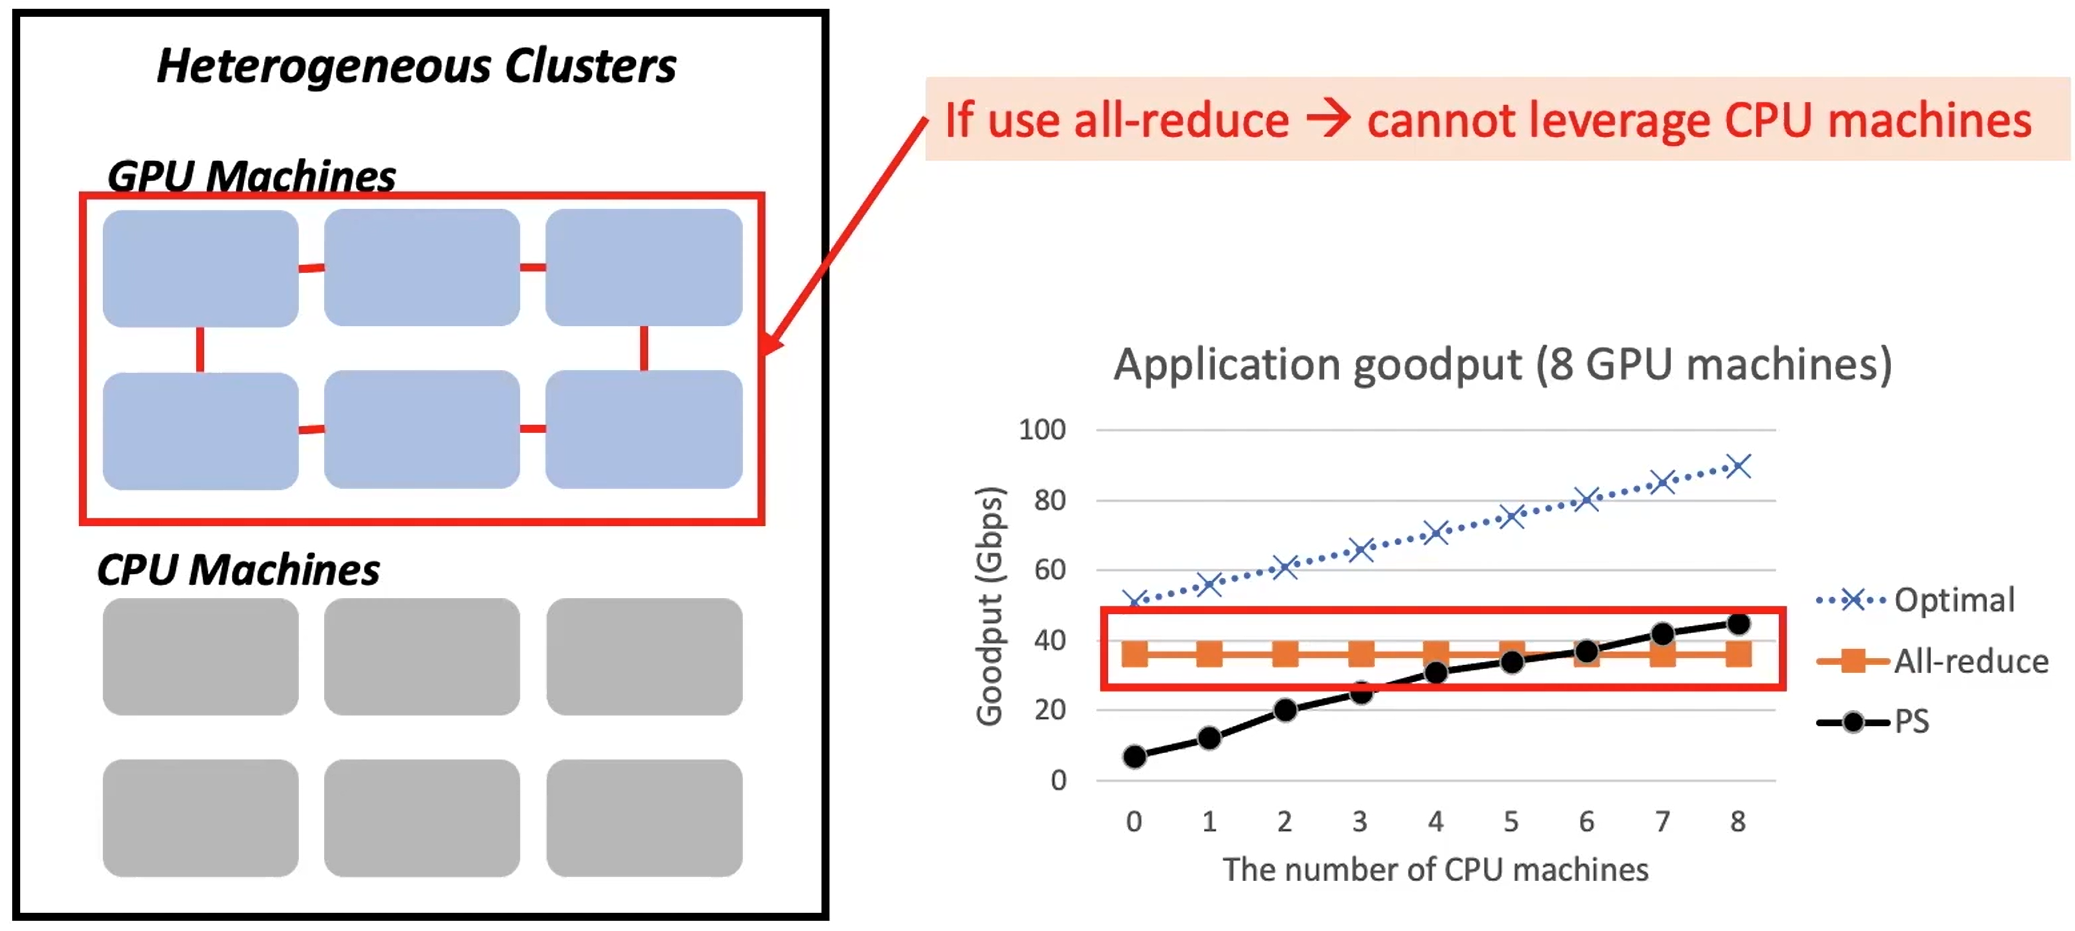 Heterogeneous Clusters
GPU Machines
CPU Machines
If use all-reduce → cannot leverage CPU machines
Application goodput (8 GPU machines)
Goodput (Gbps)
100
80
60
40
20
0
0 1 2 3 4 5 6 7 8
The number of CPU machines
Optimal
All-reduce
PS